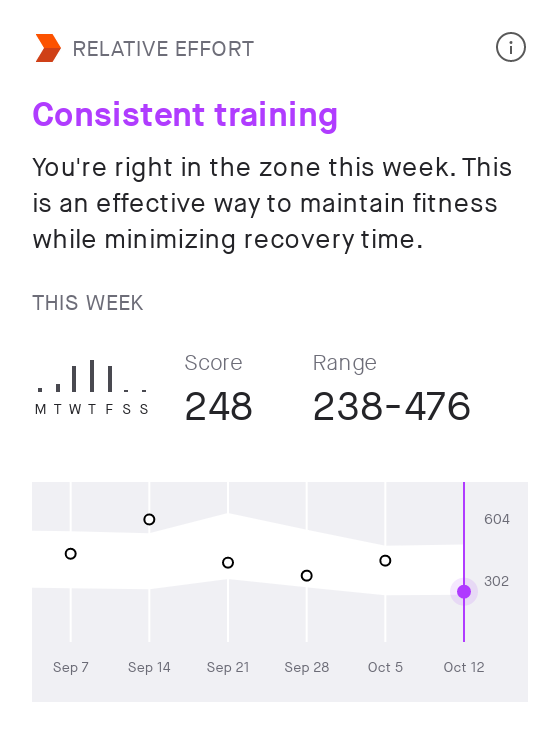 RELATIVE EFFORT
Consistent training
You're right in the zone this week. This
is an effective way to maintain fitness
while minimizing recovery time.
THIS WEEK
Score
Range
M T W T F S S
248
238-476
604
302
Sep 7
Sep 14
Sep 21
Sep 28
Oct 5
Oct 12